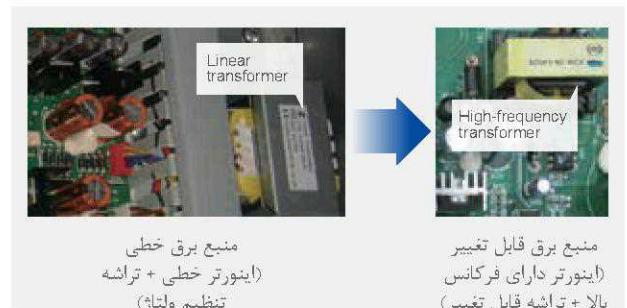 Linear
transformer
High-frequency
transformer
منبع برق خطی
(اینورتر خطی + تراشه
تنظیم ولتاژ)
منبع برق قابل تغییر
(اینورتر دارای فرکانس
بالا + تراشه قابل تغییر)